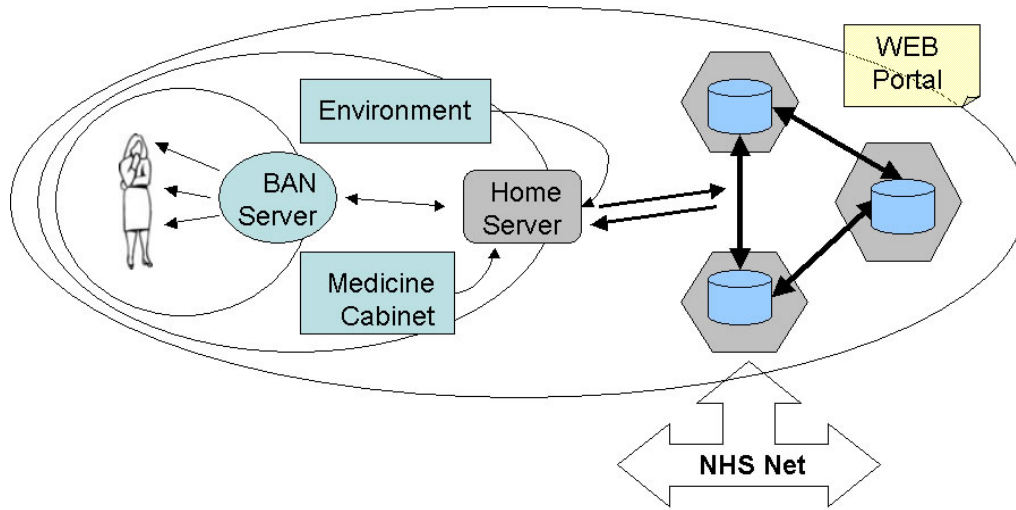 WEB
Portal
Environment
BAN
Server
Home
Server
Medicine
Cabinet
NHS Net